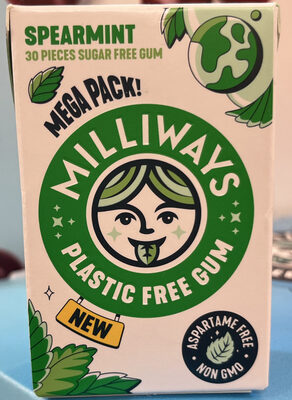 SPEARMINT
30 PIECES SUGAR FREE GUM
MEGA PACK!
MILLIWAYS
PLASTIC FREE GUM
NEW
ASPARTAME FREE
NON GMO